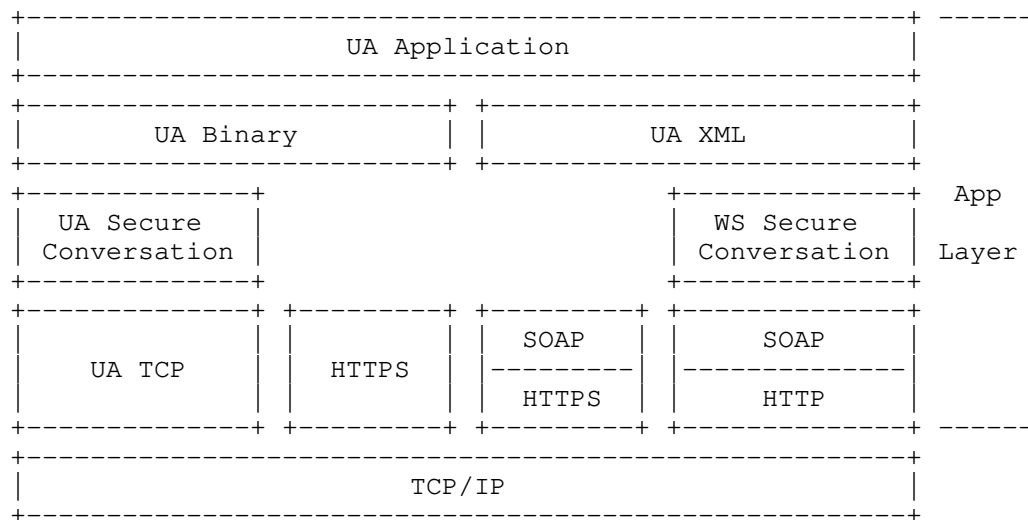 UA Application
UA Binary UA XML
App
UA Secure WS Secure
Conversation Conversation Layer
SOAP SOAP
UA TCP HTTPS
HTTPS HTTP
TCP/IP